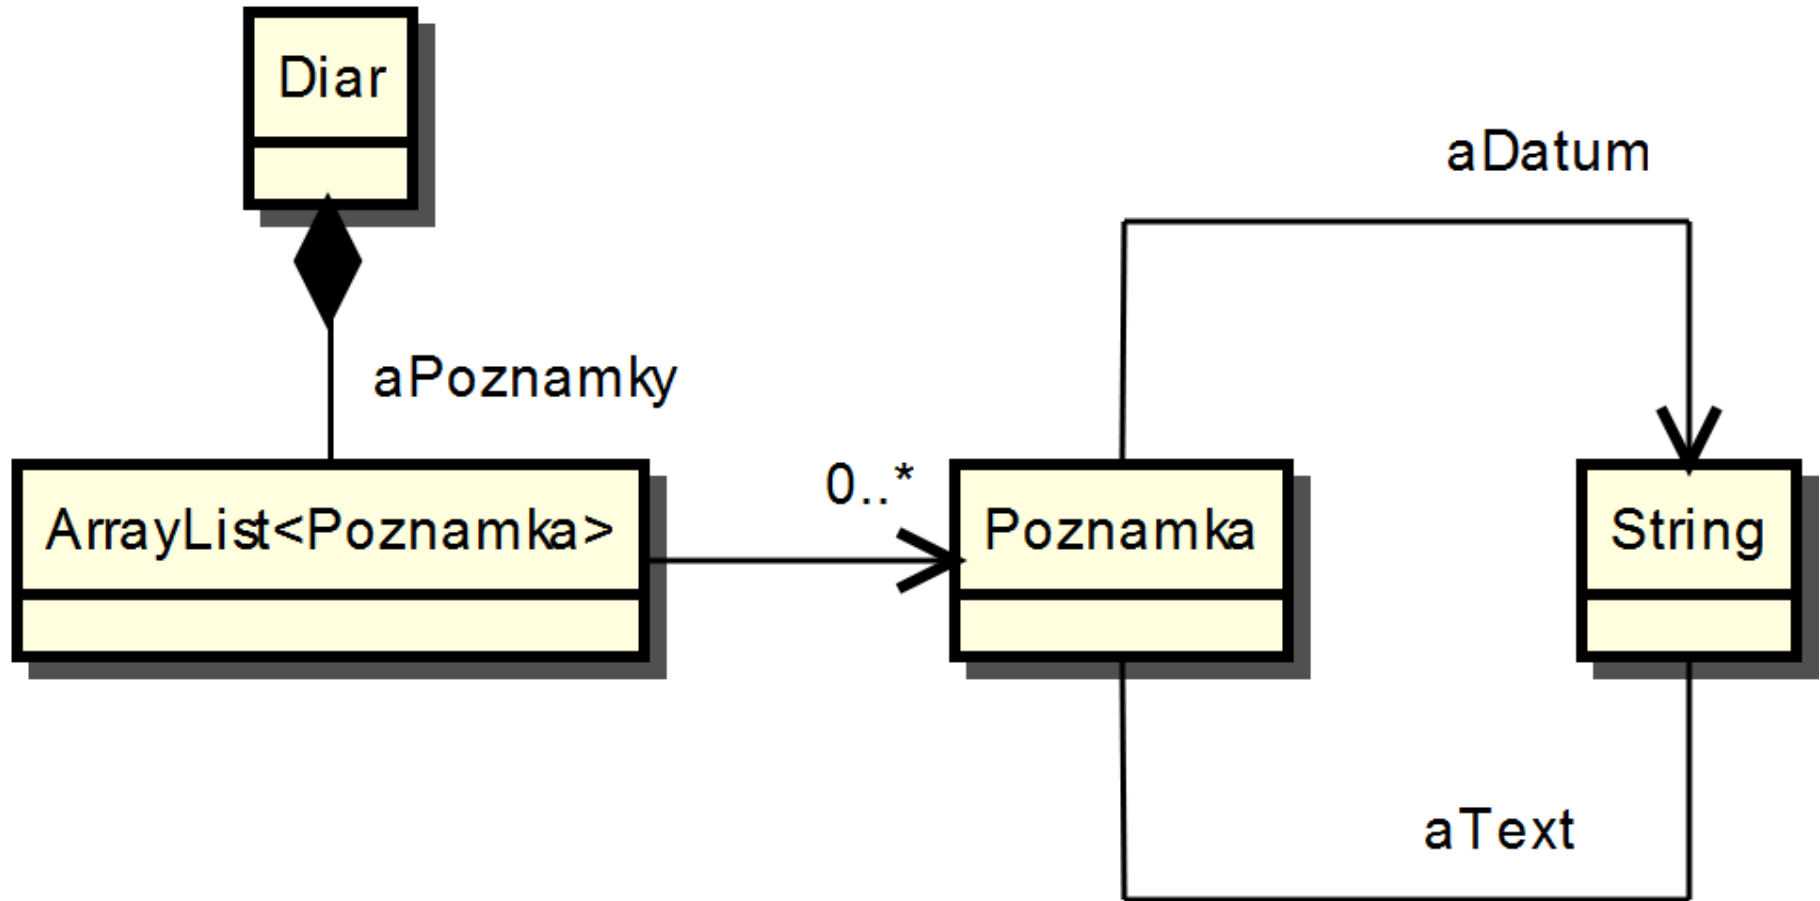 Diar
aDatum
aPoznamky
0..*
ArrayList<Poznamka>
Poznamka
String
aText